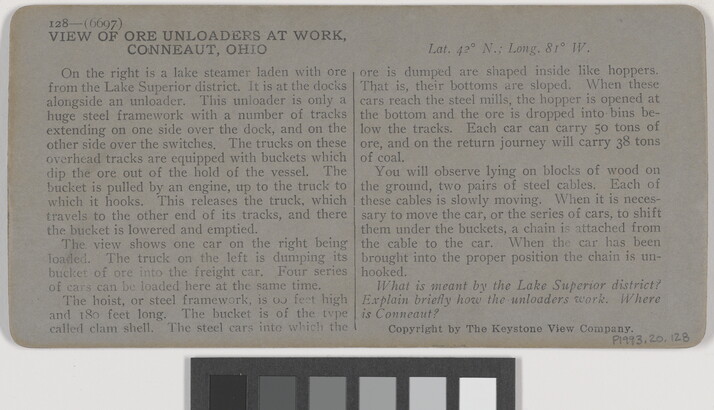 128—(6697)
VIEW OF ORE UNLOADERS AT WORK,
CONNEAUT, OHIO
Lat. 42° N.; Long. 81° W.
On the right is a lake steamer laden with ore
from the Lake Superior district. It is at the docks
alongside an unloader. This unloader is only a
huge steel framework with a number of tracks
extending on one side over the dock, and on the
other side over the switches. The trucks on these
overhead tracks are equipped with buckets which
dip the ore out of the hold of the vessel. The
bucket is pulled by an engine, up to the truck to
which it hooks. This releases the truck, which
travels to the other end of its tracks, and there
the bucket is lowered and emptied.
The view shows one car on the right being
loaded. The truck on the left is dumping its
bucket of ore into the freight car. Four series
of cars can be loaded here at the same time.
The hoist, or steel framework, is feet high
and 180 feet long. The bucket is of the type
called clam shell. The steel cars into which the
ore is dumped are shaped inside like hoppers.
That is, their bottoms are sloped. When these
cars reach the steel mills, the hopper is opened at
the bottom and the ore is dropped into bins be-
low the tracks. Each car can carry 50 tons of
ore, and on the return journey will carry 38 tons
of coal.
You will observe lying on blocks of wood on
the ground, two pairs of steel cables. Each of
these cables is slowly moving. When it is neces-
sary to move the car, or the series of cars, to shift
them under the buckets, a chain is attached from
the cable to the car. When the car has been
brought into the proper position the chain is un-
hooked.
What is meant by the Lake Superior district?
Explain briefly how the unloaders work. Where
is Conneaut?
Copyright by The Keystone View Company.
P1993.20.128